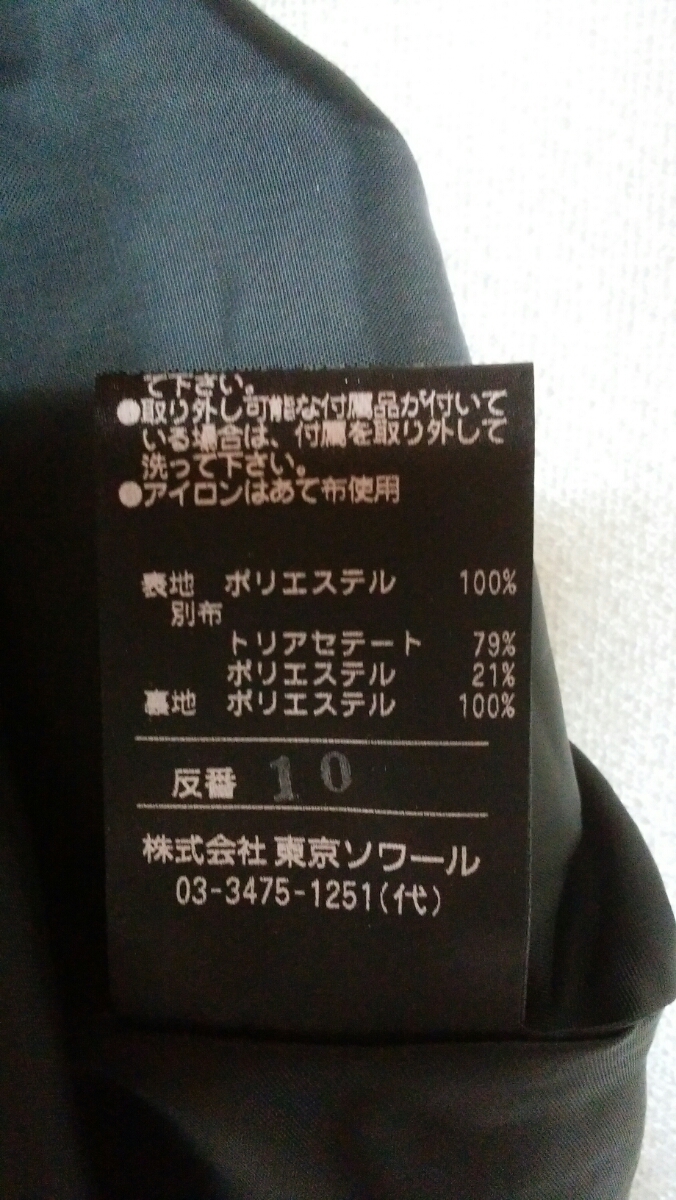 て下さい。
●取り外し可能な付属品が付いて
いる場合は、付属を取り外して
洗って下さい。
●アイロンはあて布使用
表地 ポリエステル 100%
別布
トリアセテート 79%
ポリエステル 21%
裏地 ポリエステル 100%
反番 10
株式会社 東京ソワール
03-3475-1251(代)